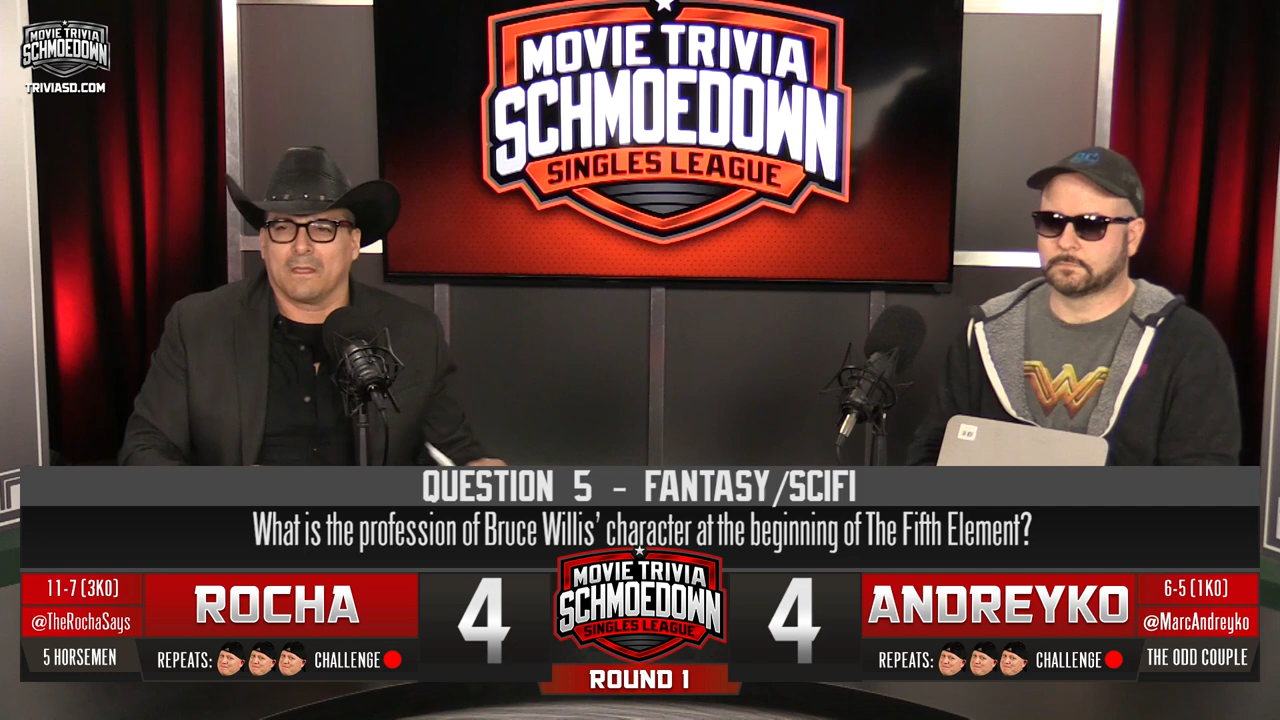 MOVIE TRIVIA
SCHMOEDOWN
TRIVIASD.COM
MOVIE TRIVIA
SCHMOEDOWN
SINGLES LEAGUE
W
QUESTION 5 - FANTASY/SCIFI
What is the profession of Bruce Willis' character at the beginning of The Fifth Element?
11-7 (3KO)
@TheRochaSays
5 HORSEMEN
ROCHA
REPEATS:
CHALLENGE
4
MOVIE TRIVIA
SCHMOEDOWN
SINGLES LEAGUE
ROUND 1
4
ANDREYKO
REPEATS:
CHALLENGE
6-5 (1KO)
@MarcAndreyko
THE ODD COUPLE